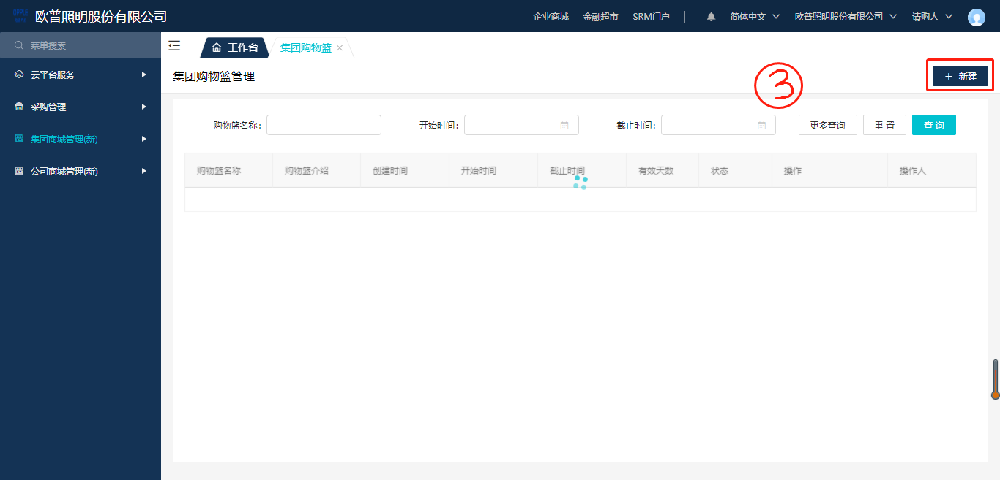 OPPLE 欧普照明股份有限公司 企业商城 金融超市 SRM门户 简体中文 欧普照明股份有限公司 请购人
菜单搜索 工作台 集团购物篮
云平台服务
采购管理
集团商城管理(新)
公司商城管理(新)
集团购物篮管理 ③ 新建
购物篮名称: 开始时间: 截止时间: 更多查询 重置 查询
购物篮名称 购物篮介绍 创建时间 开始时间 截止时间 有效天数 状态 操作 操作人